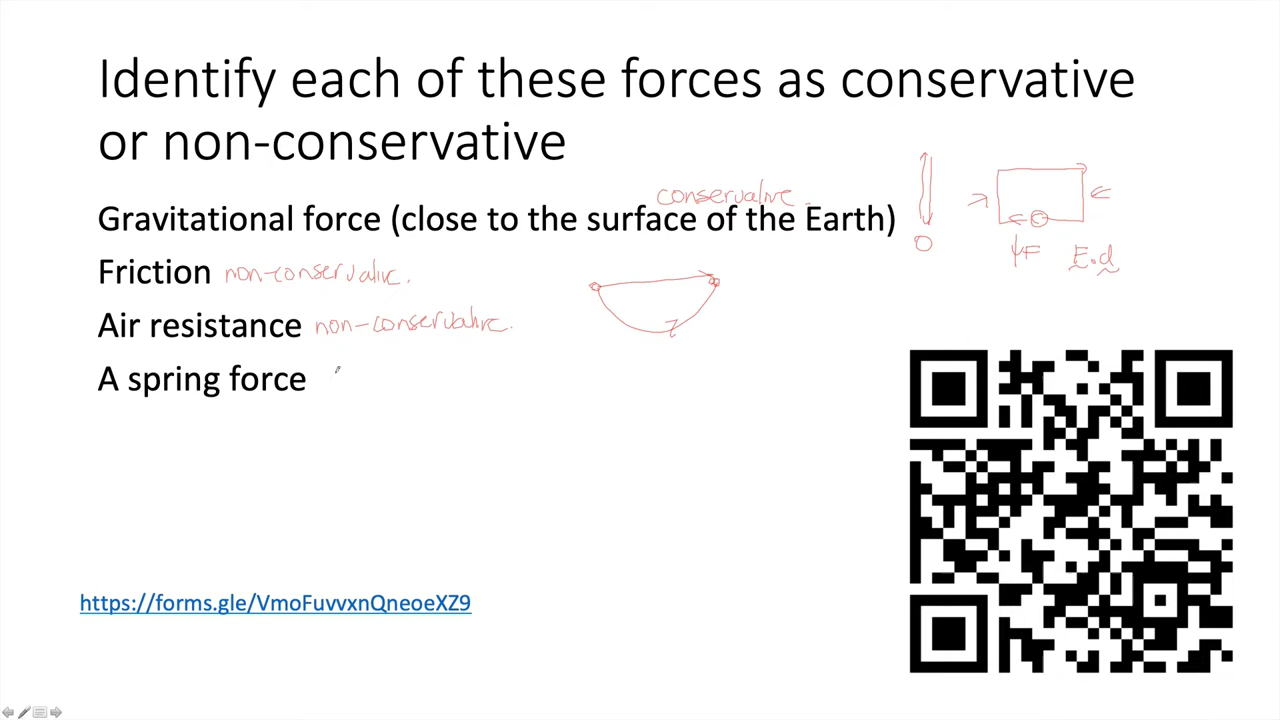 Identify each of these forces as conservative
or non-conservative
conservative.
Gravitational force (close to the surface of the Earth)
F F.d
Friction non-conservative.
Air resistance non-conservative.
A spring force
https://forms.gle/VmoFuvvxnQneoeXZ9